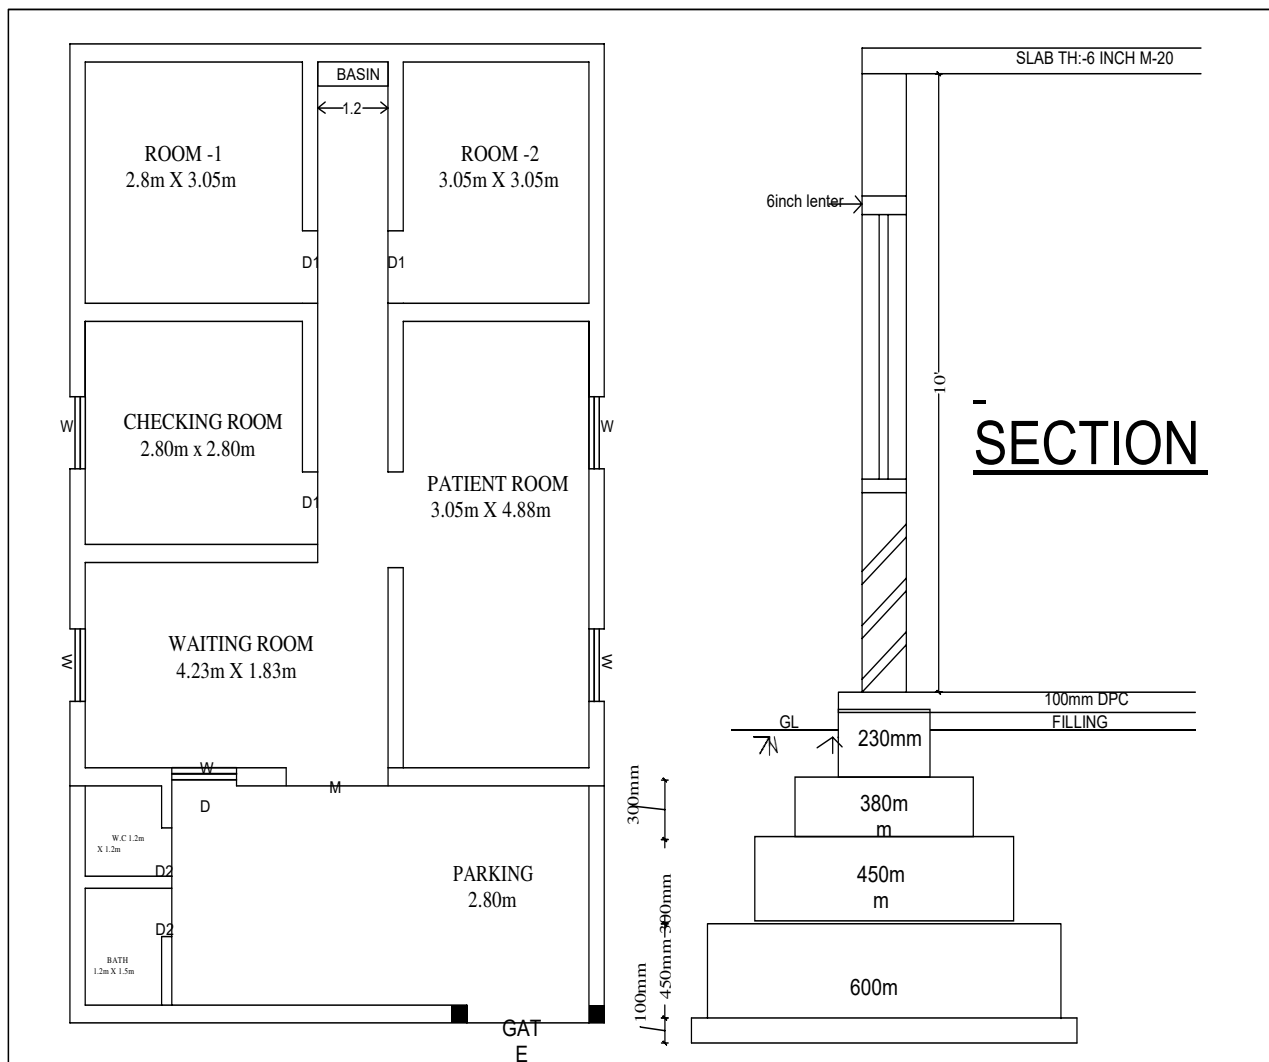 BASIN
1.2
ROOM -1
2.8m X 3.05m
ROOM -2
3.05m X 3.05m
D1
D1
CHECKING ROOM
2.80m x 2.80m
W
W
D1
PATIENT ROOM
3.05m X 4.88m
WAITING ROOM
4.23m X 1.83m
W
W
W
D
M
W.C 1.2m
X 1.2m
D2
PARKING
2.80m
D2
BATH
1.2m X 1.5m
GAT
E
SLAB TH:-6 INCH M-20
6inch lenter
10'
SECTION
100mm DPC
GL
FILLING
230mm
300mm
380m
m
450m
m
300mm
450mm
600m
100mm